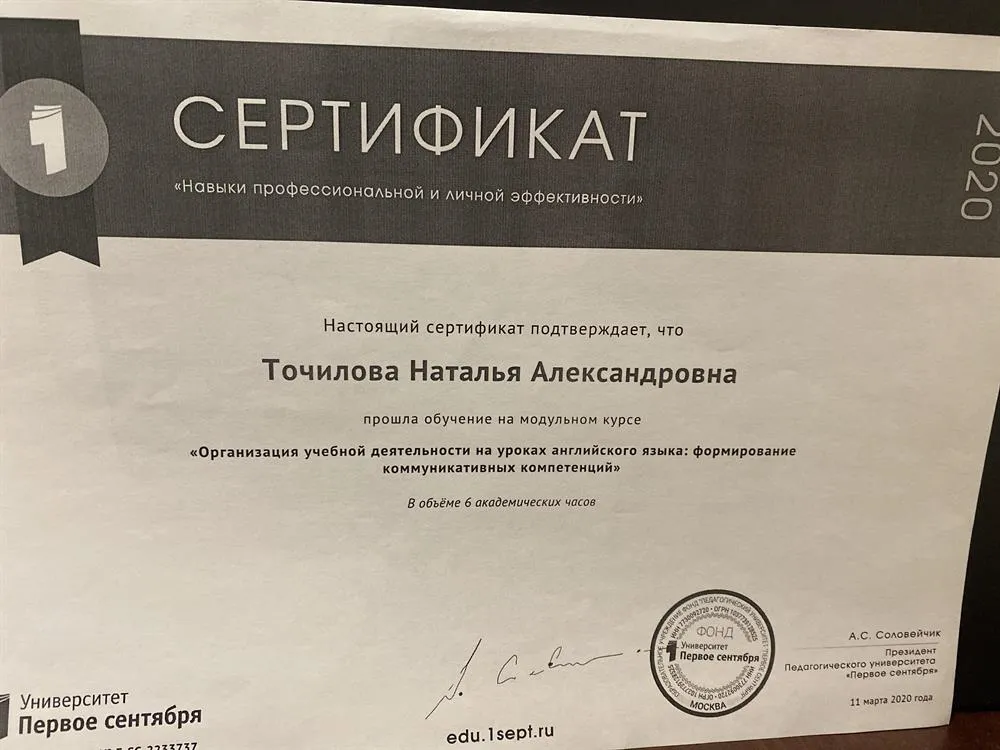 СЕРТИФИКАТ
«Навыки профессиональной и личной эффективности»
2020
Настоящий сертификат подтверждает, что
Точилова Наталья Александровна
прошла обучение на модульном курсе
«Организация учебной деятельности на уроках английского языка: формирование
коммуникативных компетенций»
В объёме 6 академических часов
ФОНД
Университет
Первое сентября
МОСКВА
А.С. Соловейчик
Президент
Педагогического университета
«Первое сентября»
11 марта 2020 года
Университет
Первое сентября
2233737
edu.1sept.ru